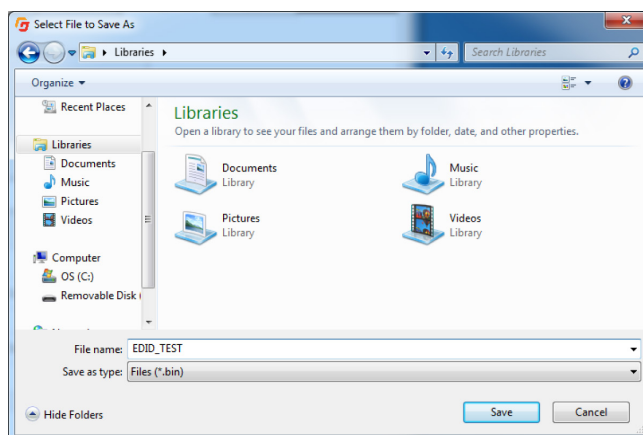 Select File to Save As
Libraries
Search Libraries
Organize
Recent Places
Libraries
Documents
Music
Pictures
Videos
Computer
OS (C:)
Removable Disk
Libraries
Open a library to see your files and arrange them by folder, date, and other properties.
Documents
Library
Music
Library
Pictures
Library
Videos
Library
File name: EDID_TEST
Save as type: Files (*.bin)
Hide Folders
Save
Cancel